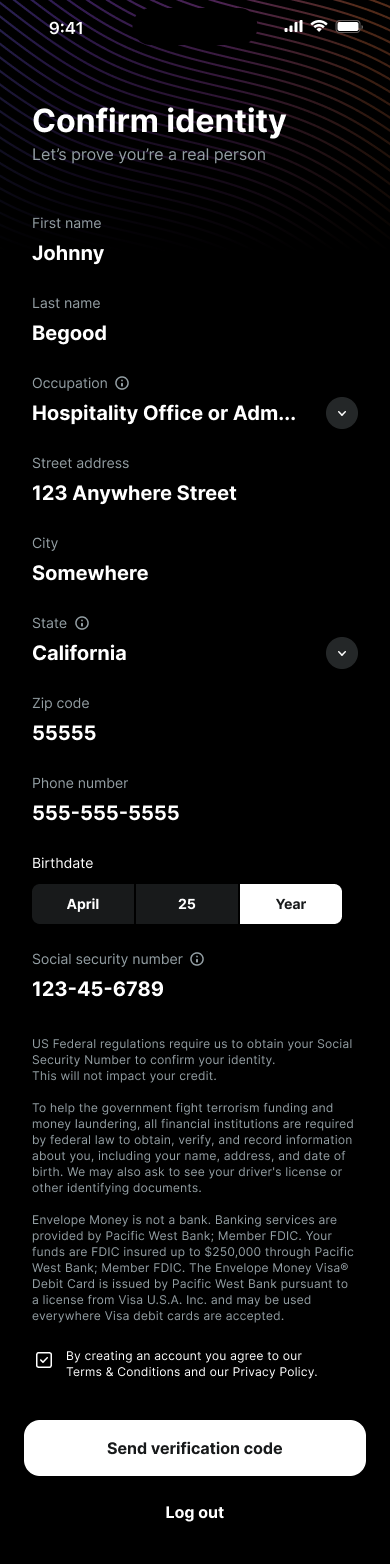 9:41
Confirm identity
Let’s prove you’re a real person
First name
Johnny
Last name
Begood
Occupation
Hospitality Office or Adm...
Street address
123 Anywhere Street
City
Somewhere
State
California
Zip code
55555
Phone number
555-555-5555
Birthdate
April 25 Year
Social security number
123-45-6789
US Federal regulations require us to obtain your Social
Security Number to confirm your identity.
This will not impact your credit.
To help the government fight terrorism funding and
money laundering, all financial institutions are required
by federal law to obtain, verify, and record information
about you, including your name, address, and date of
birth. We may also ask to see your driver's license or
other identifying documents.
Envelope Money is not a bank. Banking services are
provided by Pacific West Bank; Member FDIC. Your
funds are FDIC insured up to $250,000 through Pacific
West Bank; Member FDIC. The Envelope Money Visa®
Debit Card is issued by Pacific West Bank pursuant to
a license from Visa U.S.A. Inc. and may be used
everywhere Visa debit cards are accepted.
By creating an account you agree to our
Terms & Conditions and our Privacy Policy.
Send verification code
Log out